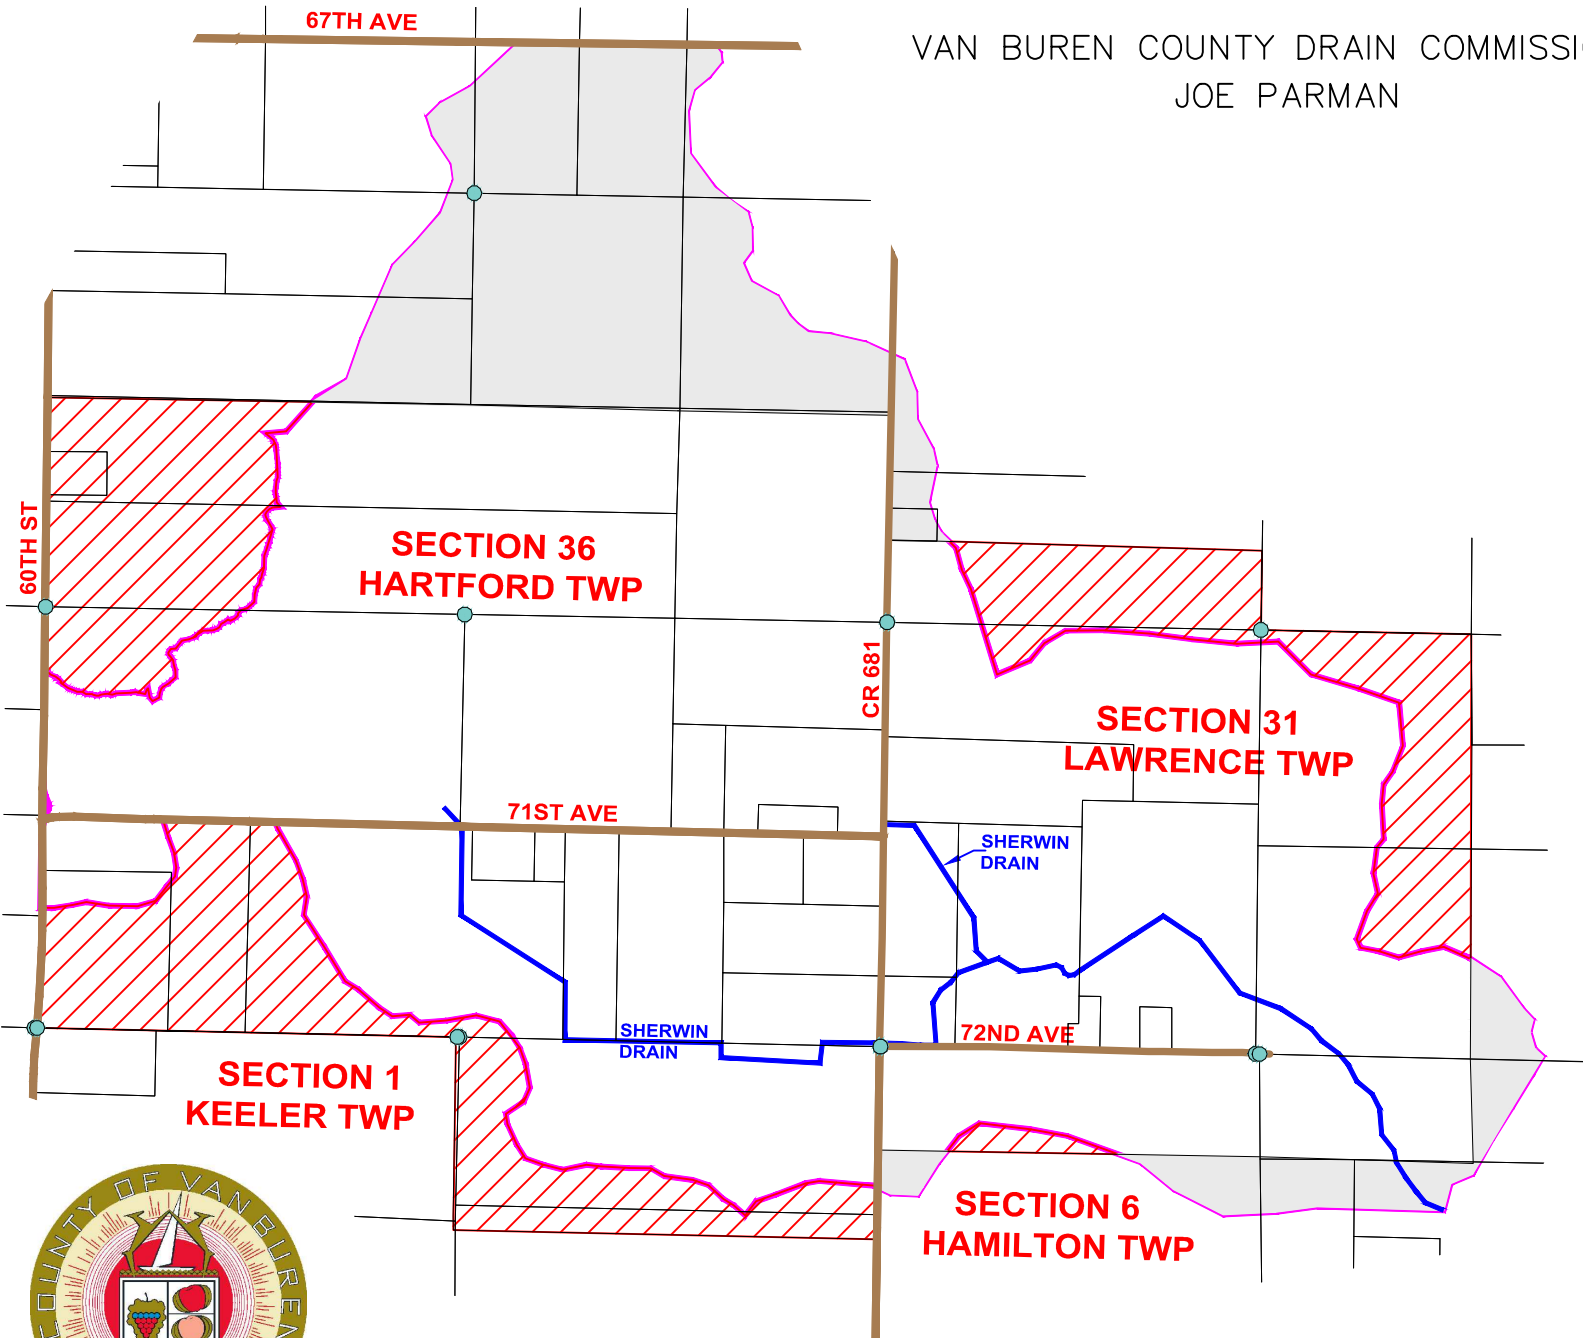 67TH AVE
VAN BUREN COUNTY DRAIN
JOE PARMAN
60TH ST
SECTION 36
HARTFORD TWP
CR 681
SECTION 31
LAWRENCE TWP
71ST AVE
SHERWIN
DRAIN
SHERWIN
DRAIN
72ND AVE
SECTION 1
KEELER TWP
SECTION 6
HAMILTON TWP
COUNTY OF VAN BUREN